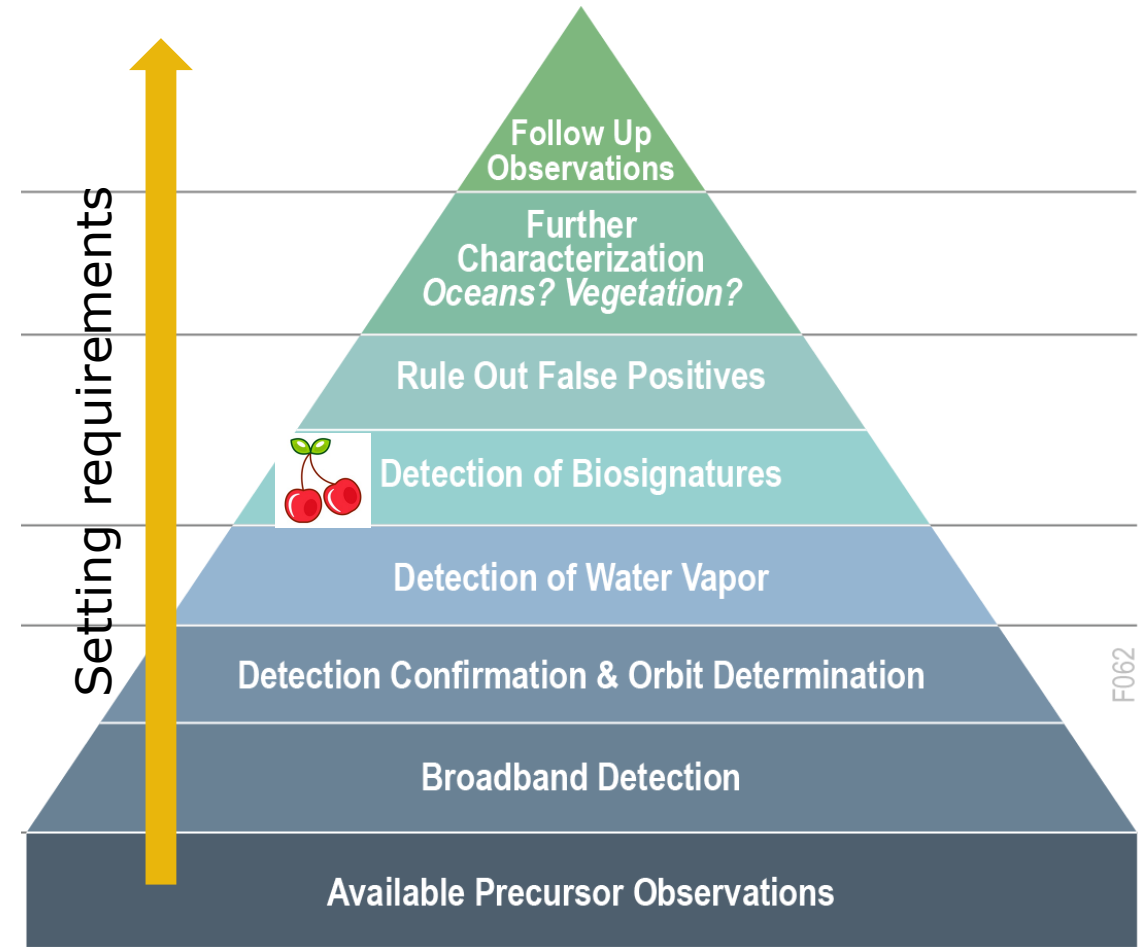 Follow Up
Observations
Further
Characterization
Oceans? Vegetation?
Rule Out False Positives
Detection of Biosignatures
Detection of Water Vapor
Detection Confirmation & Orbit Determination
Broadband Detection
Available Precursor Observations
Setting requirements
F062